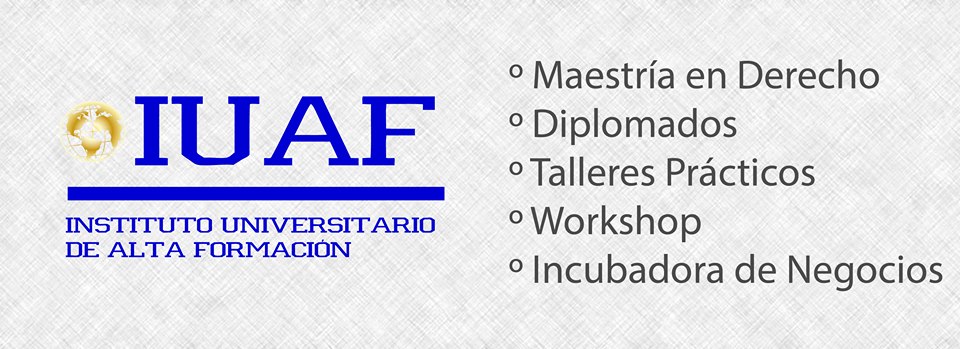 IUAF
INSTITUTO UNIVERSITARIO
DE ALTA FORMACIÓN
º Maestría en Derecho
º Diplomados
º Talleres Prácticos
º Workshop
º Incubadora de Negocios